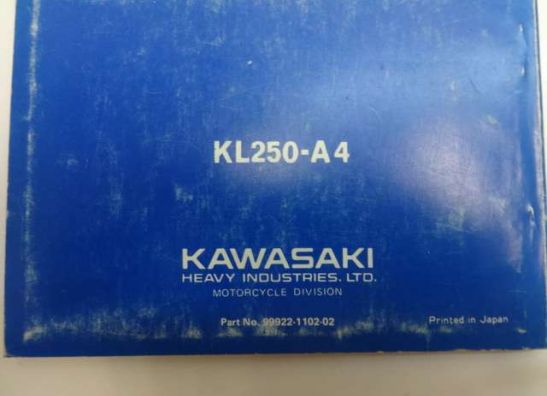 KL250-A4
KAWASAKI
HEAVY INDUSTRIES. LTD.
MOTORCYCLE DIVISION
Part No. 99922-1102-02
Printed in Japan